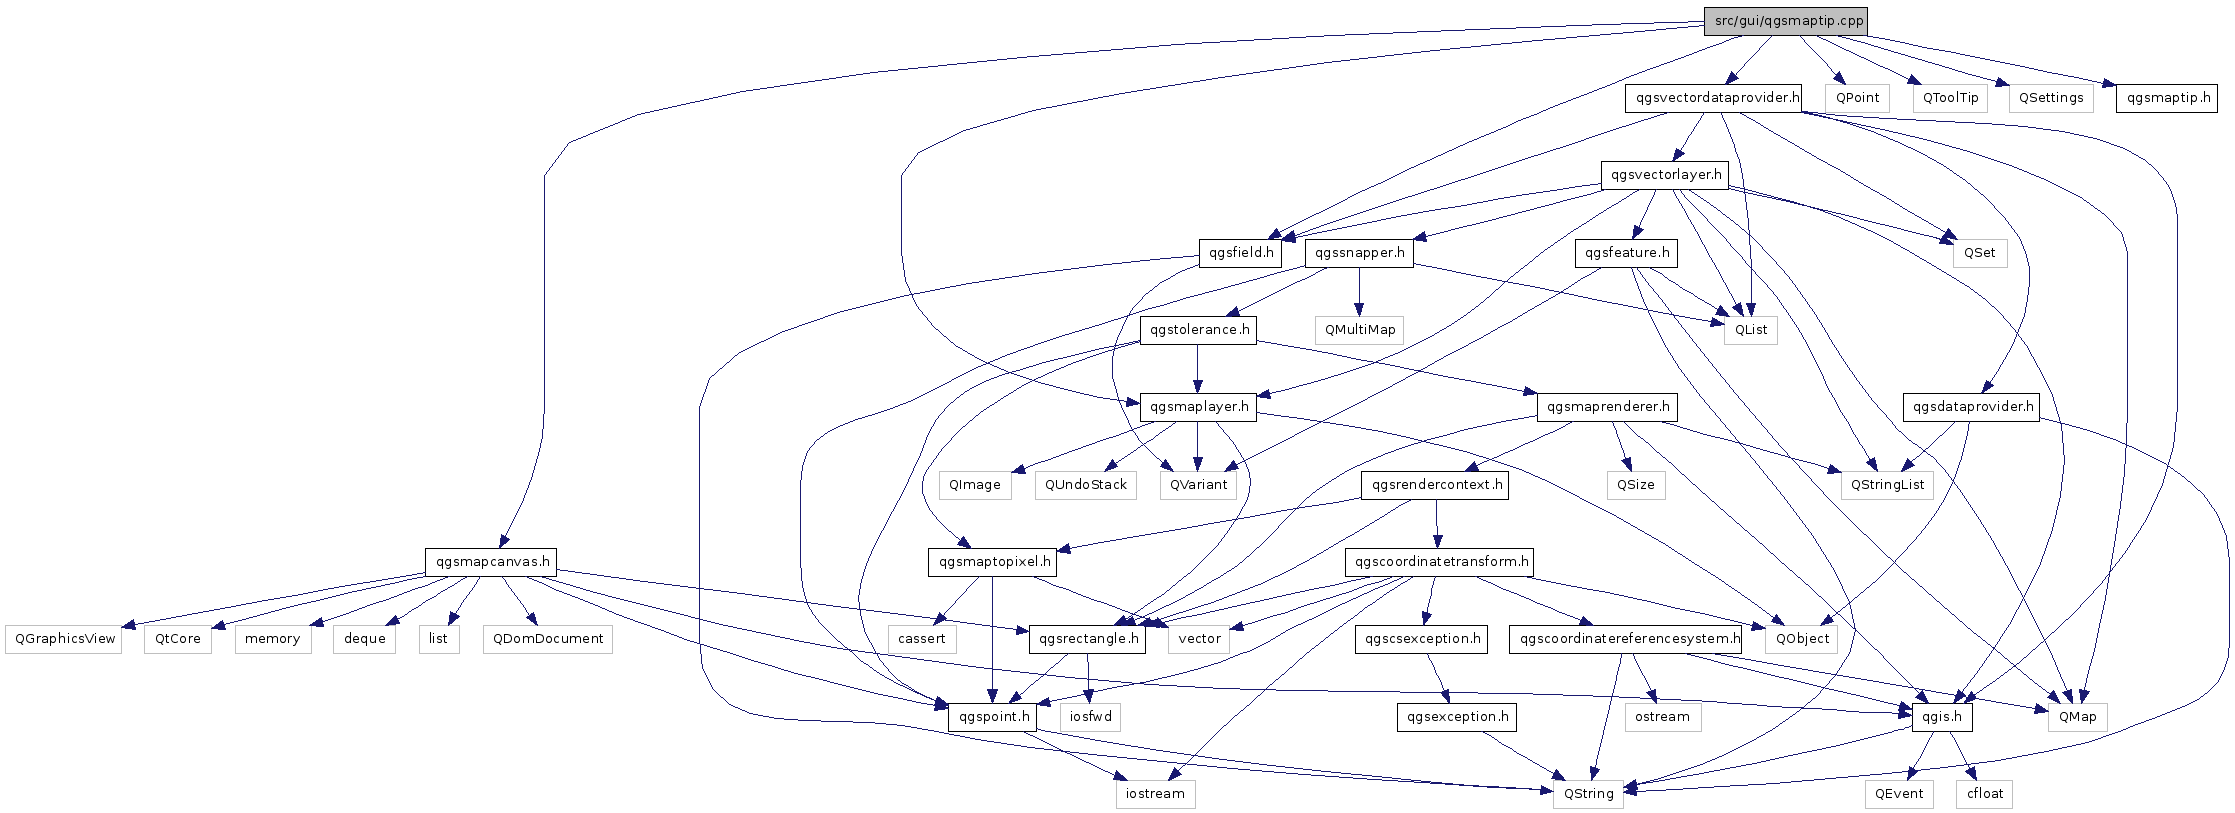 src/gui/qgsmaptip.cpp
qgsvectordataprovider.h
QPoint
QToolTip
QSettings
qgsmaptip.h
qgsvectorlayer.h
qgsfield.h
qgssnapper.h
qgsfeature.h
QSet
qgstolerance.h
QMultiMap
QList
qgsmaplayer.h
qgsmaprenderer.h
qgsdataprovider.h
QImage
QUndoStack
QVariant
qgsrendercontext.h
QSize
QStringList
qgsmapcanvas.h
qgsmaptopixel.h
qgscoordinatetransform.h
QGraphicsView
QtCore
memory
deque
list
QDomDocument
cassert
qgsrectangle.h
vector
qgscsexception.h
qgscoordinatereferencesystem.h
QObject
qgspoint.h
iosfwd
qgsexception.h
ostream
qgis.h
QMap
iostream
QString
QEvent
cfloat